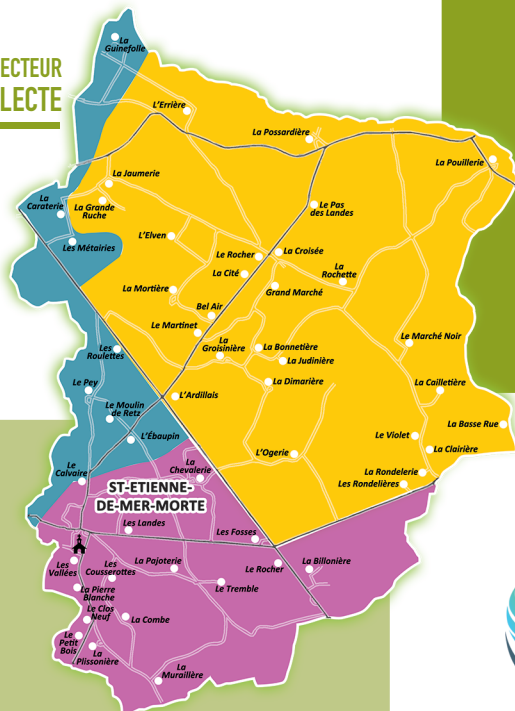 ECTEUR
LECTE
La
Guinefolle
L'Errière
La Possardière
La Pouillerie
La Jaumerie
La
Caraterie
La Grande
Ruche
Le Pas
des Landes
L'Elven
Les Métairies
Le Rocher
La Croisée
La Cité
La
Rochette
La Mortière
Grand Marché
Bel Air
Le Martinet
La
Groisinière
La Bonnetière
Le Marché Noir
Les
Roulettes
La Judinière
Le Pey
La Dimarière
La Cailletière
L'Ardillais
Le Moulin
de Retz
La Basse Rue
L'Ébaupin
Le Violet
La Clairière
L'Ogerie
Le
Calvaire
La
Chevalerie
La Rondelerie
Les Rondelières
ST-ETIENNE-
DE-MER-MORTE
Les Landes
Les Fosses
Les
Vallées
Les
Cousserottes
La Pajoterie
Le Rocher
La Billonière
La Pierre
Blanche
Le Tremble
Le Clos
Neuf
La Combe
Le
Petit
Bois
La
Plissonière
La
Muraillère